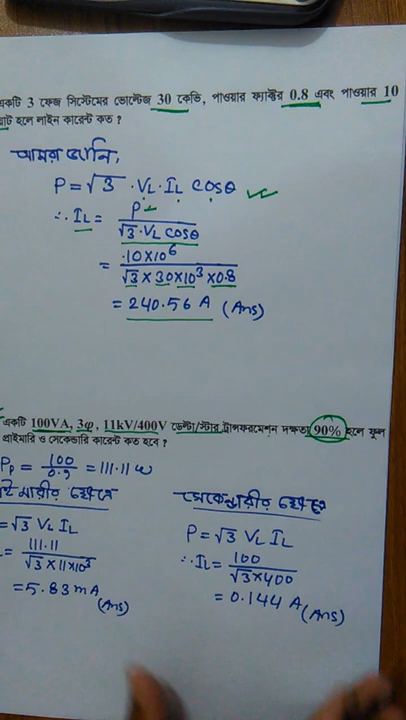 একটি 3 ফেজ সিস্টেমের ভোল্টেজ 30 কেভি, পাওয়ার ফ্যাক্টর 0.8 এবং পাওয়ার 10
হলে লাইন কারেন্ট কত ?
আমরা জানি,
P = √3 · VL · IL cosθ
∴ IL = P / √3 · VL cosθ
= 10×10⁶ / √3 × 30×10³ × 0.8
= 240.56 A (Ans)
একটি 100VA, 3φ, 11kV/400V ডেল্টা/স্টার ট্রান্সফরমেশন দক্ষতা 90% হলে ফুল
প্রাইমারি ও সেকেন্ডারি কারেন্ট কত হবে ?
Pp = 100 / 0.9 = 111.11 w
= √3 VL IL
= 111.11 / √3 × 11×10³
= 5.83 mA
(Ans)
সেকেন্ডারীর ক্ষেত্রে
P = √3 VL IL
∴ IL = 100 / √3×400
= 0.144 A (Ans)